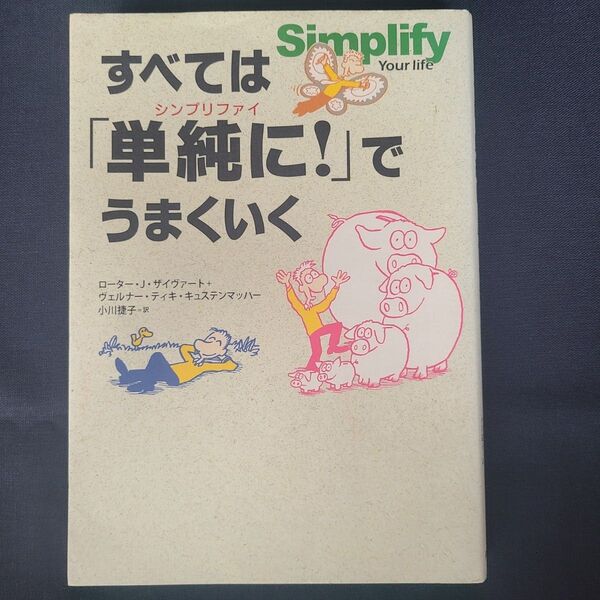 Simplify
Your life
すべては
シンプリファイ
「単純に!」で
うまくいく
ローター・J・ザイヴァート+
ヴェルナー・ティキ・キュステンマッハー
小川捷子=訳